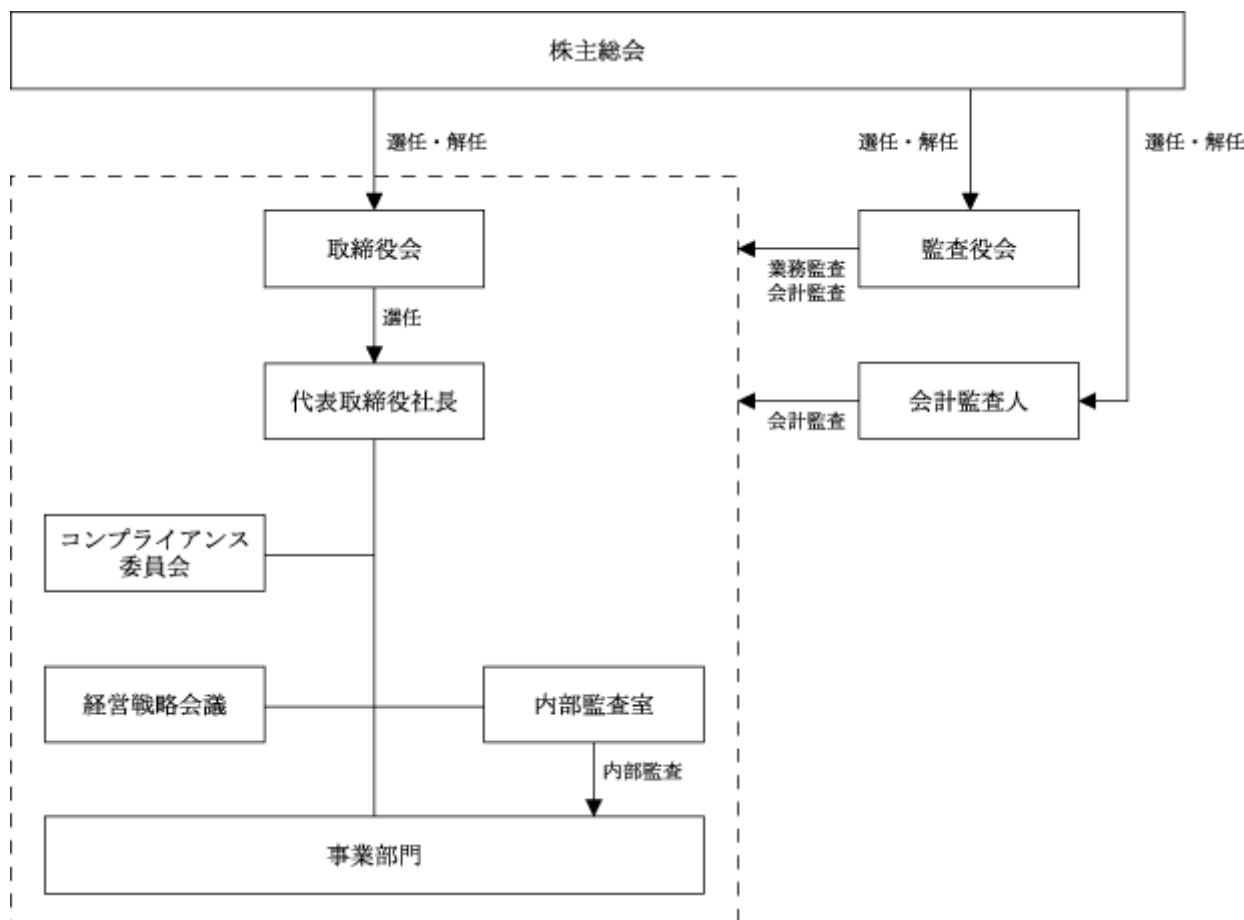 株主総会
選任・解任
選任・解任
選任・解任
取締役会
監査役会
業務監査
会計監査
選任
代表取締役社長
会計監査人
会計監査
コンプライアンス
委員会
経営戦略会議
内部監査室
内部監査
事業部門